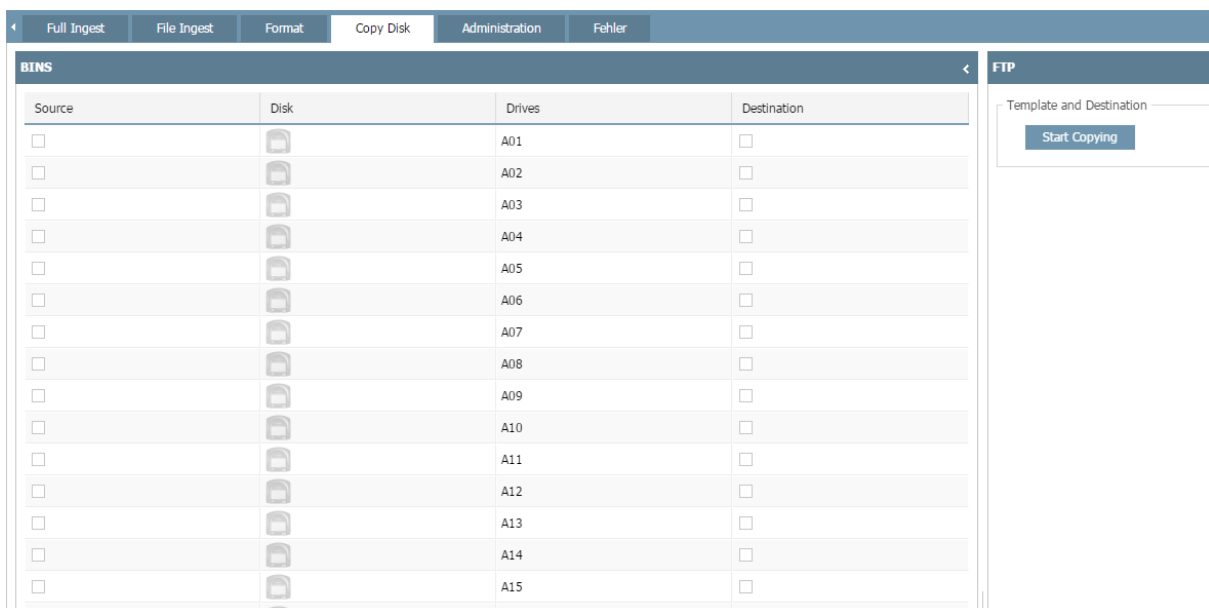 Full Ingest File Ingest Format Copy Disk Administration Fehler
BINS
Source Disk Drives Destination
A01
A02
A03
A04
A05
A06
A07
A08
A09
A10
A11
A12
A13
A14
A15
FTP
Template and Destination
Start Copying